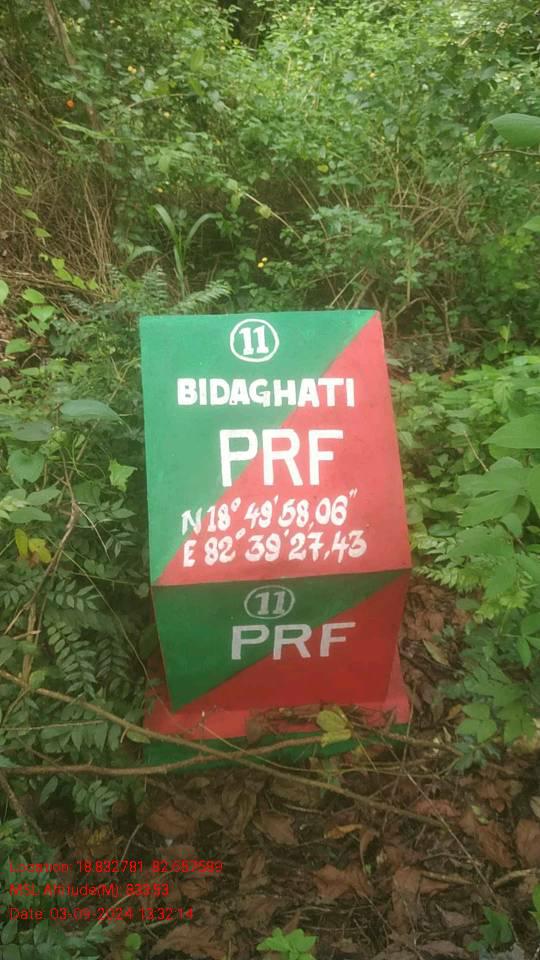 11
BIDAGHATI
PRF
N 18° 49' 58.06"
E 82° 39' 27.43
11
PRF
Location: 18.832781, 82.657589
MSL Altitude(M): 833.53
Date: 03-09-2024 13:32:14